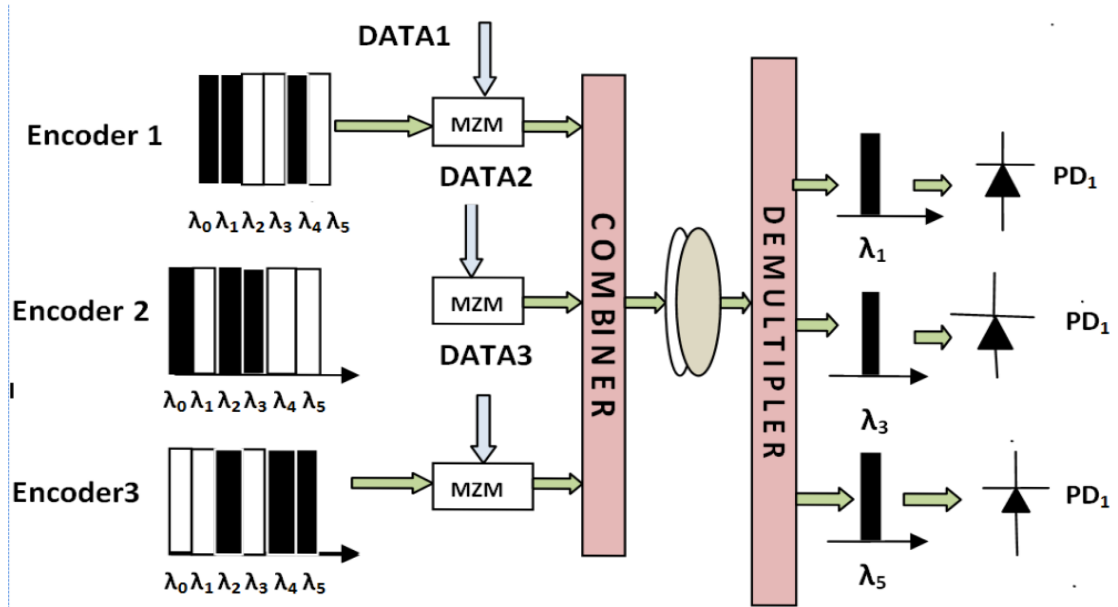 DATA1
Encoder 1
MZM
λ₀ λ₁ λ₂ λ₃ λ₄ λ₅
DATA2
Encoder 2
MZM
λ₀ λ₁ λ₂ λ₃ λ₄ λ₅
DATA3
Encoder3
MZM
λ₀ λ₁ λ₂ λ₃ λ₄ λ₅
COMBINER
DEMULTIPLER
λ₁
PD₁
λ₃
PD₁
λ₅
PD₁